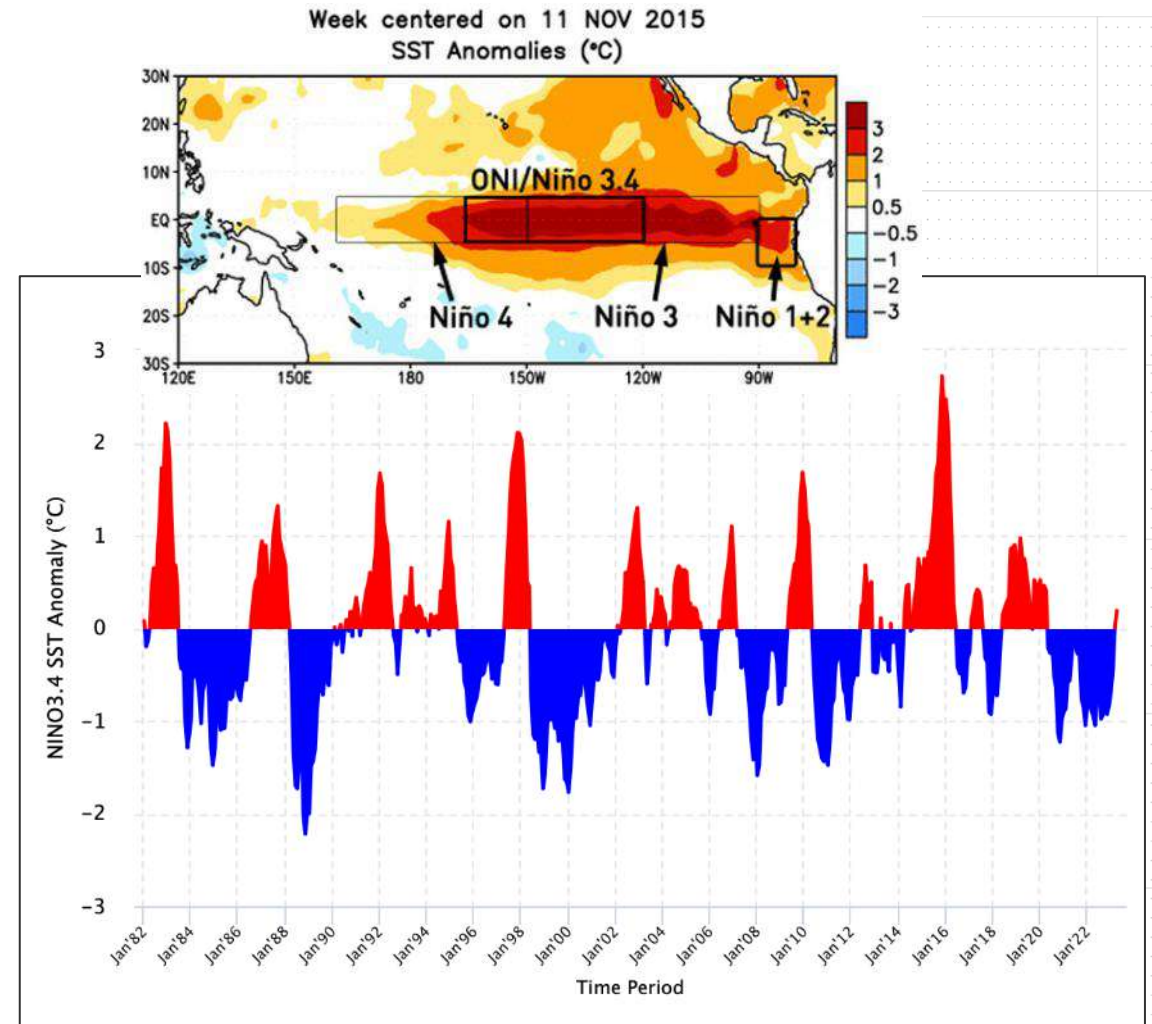 Week centered on 11 NOV 2015
SST Anomalies (°C)
30N
20N
10N
EQ
10S
20S
30S
120E
150E
180
150W
120W
90W
ONI/Niño 3.4
Niño 4
Niño 3
Niño 1+2
3
2
1
0.5
−0.5
−1
−2
−3
NINO3.4 SST Anomaly (°C)
3
2
1
0
−1
−2
−3
Jan'82
Jan'84
Jan'86
Jan'88
Jan'90
Jan'92
Jan'94
Jan'96
Jan'98
Jan'00
Jan'02
Jan'04
Jan'06
Jan'08
Jan'10
Jan'12
Jan'14
Jan'16
Jan'18
Jan'20
Jan'22
Time Period